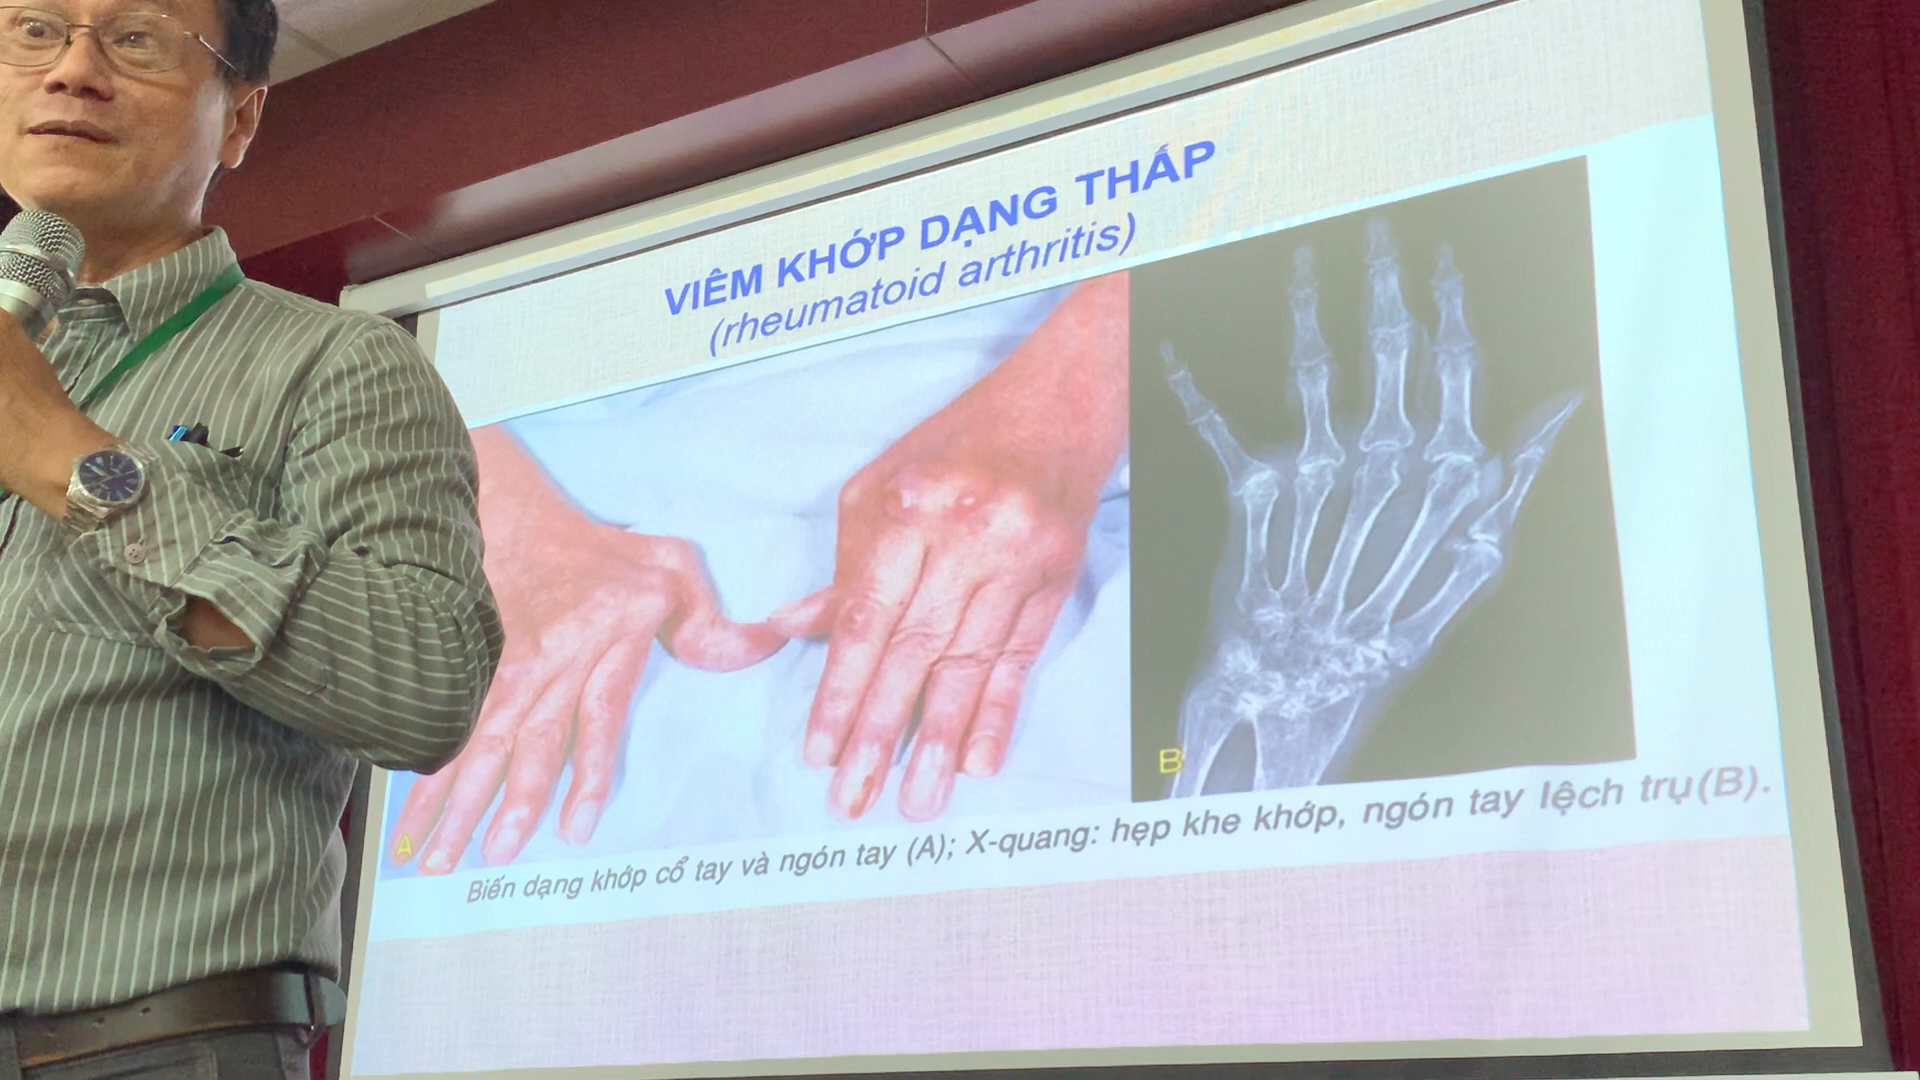 VIÊM KHỚP DẠNG THẤP
(rheumatoid arthritis)
A
B
Biến dạng khớp cổ tay và ngón tay (A); X-quang: hẹp khe khớp, ngón tay lệch trụ(B).